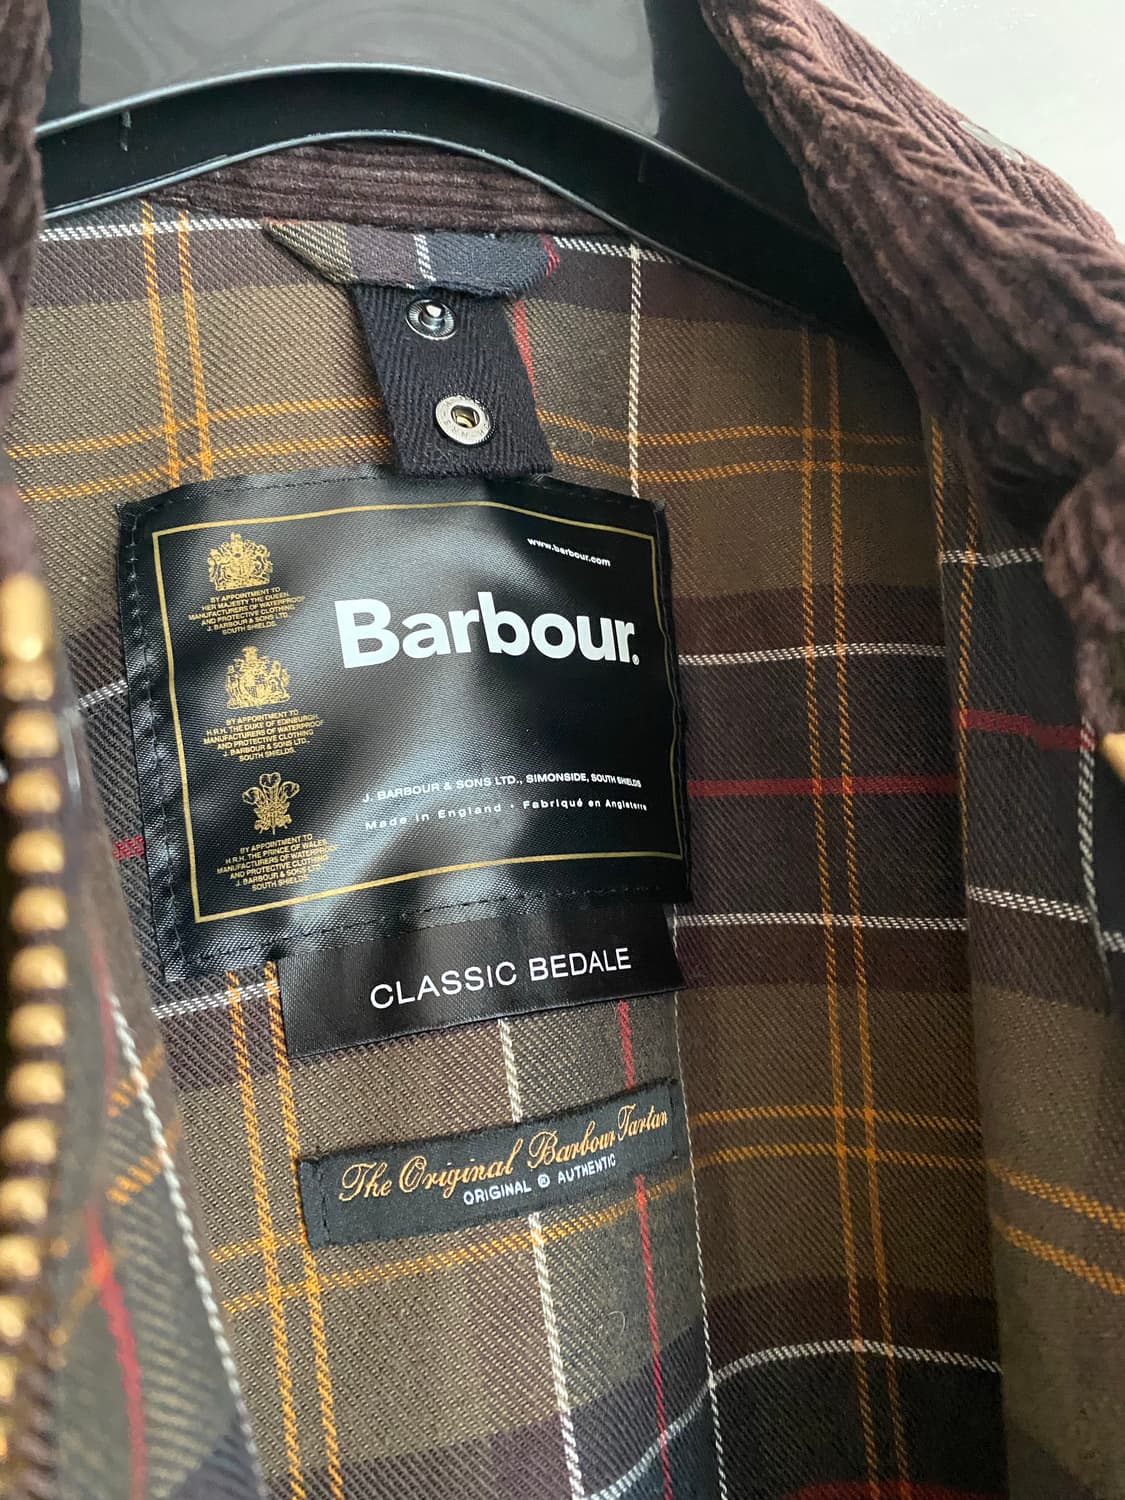 www.barbour.com
Barbour®
BY APPOINTMENT TO
HER MAJESTY THE QUEEN.
MANUFACTURERS OF WATERPROOF
AND PROTECTIVE CLOTHING
J. BARBOUR & SONS LTD.
SOUTH SHIELDS.
BY APPOINTMENT TO
H.R.H. THE DUKE OF EDINBURGH.
MANUFACTURERS OF WATERPROOF
AND PROTECTIVE CLOTHING
J. BARBOUR & SONS LTD.
SOUTH SHIELDS.
BY APPOINTMENT TO
H.R.H. THE PRINCE OF WALES
MANUFACTURERS OF WATERPROOF
AND PROTECTIVE CLOTHING
J. BARBOUR & SONS LTD.
SOUTH SHIELDS.
J. BARBOUR & SONS LTD., SIMONSIDE, SOUTH SHIELDS
Made in England • Fabriqué en Angleterre
CLASSIC BEDALE
The Original Barbour Tartan
ORIGINAL ® AUTHENTIC